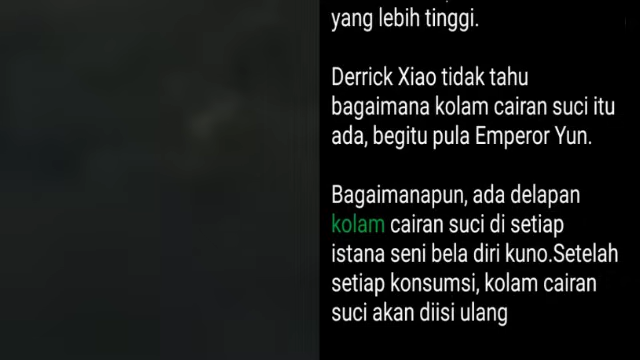 yang lebih tinggi.
Derrick Xiao tidak tahu
bagaimana kolam cairan suci itu
ada, begitu pula Emperor Yun.
Bagaimanapun, ada delapan
kolam cairan suci di setiap
istana seni bela diri kuno.Setelah
setiap konsumsi, kolam cairan
suci akan diisi ulang